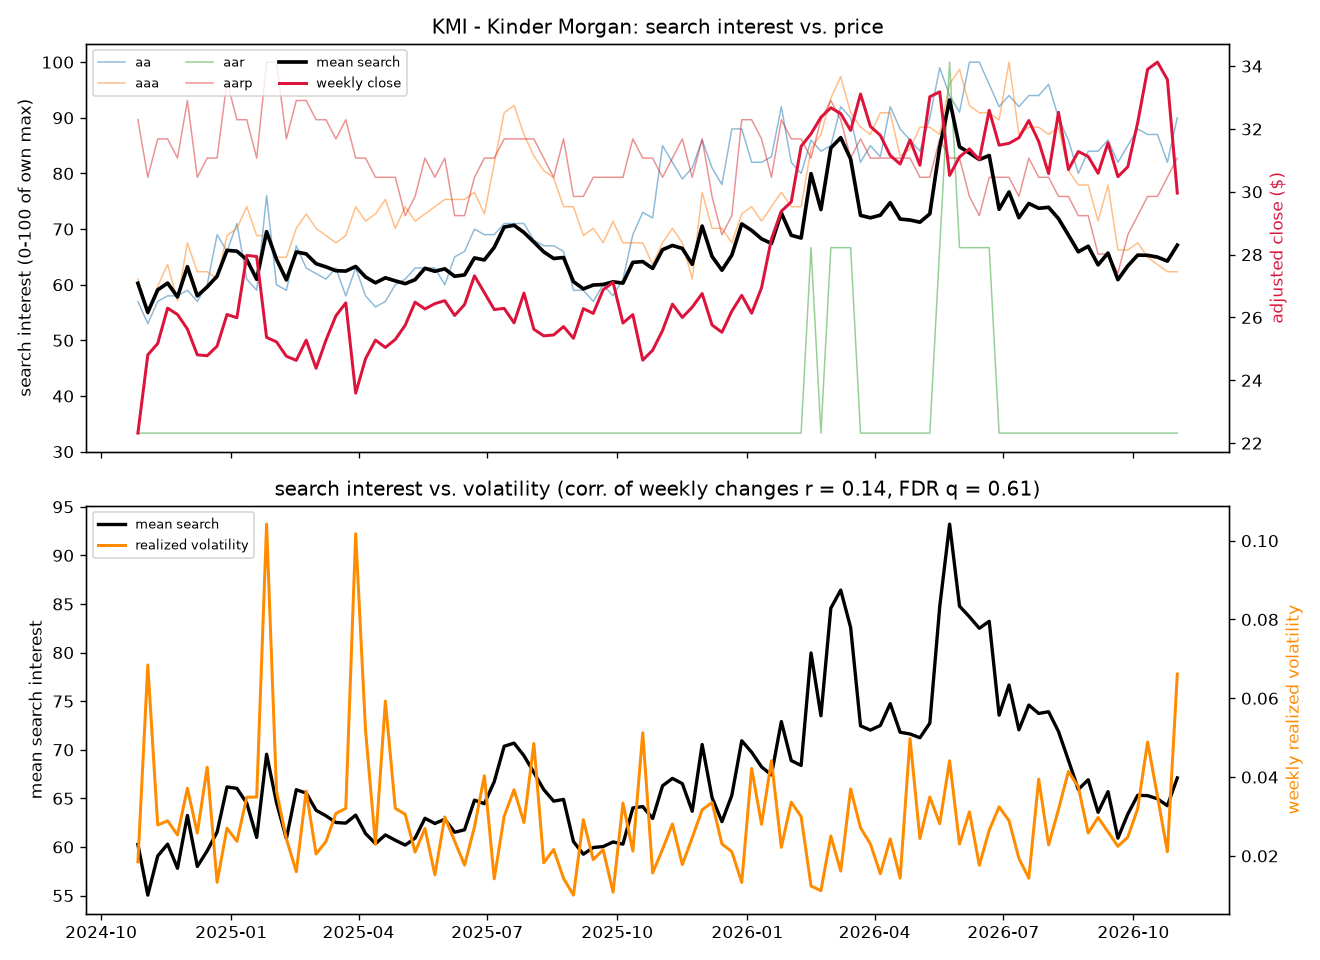 KMI - Kinder Morgan: search interest vs. price
aa
aaa
aar
aarp
mean search
weekly close
100
90
80
70
60
50
40
30
search interest (0-100 of own max)
34
32
30
28
26
24
22
adjusted close ($)
search interest vs. volatility (corr. of weekly changes r = 0.14, FDR q = 0.61)
mean search
realized volatility
95
90
85
80
75
70
65
60
55
mean search interest
0.10
0.08
0.06
0.04
0.02
weekly realized volatility
2024-10
2025-01
2025-04
2025-07
2025-10
2026-01
2026-04
2026-07
2026-10